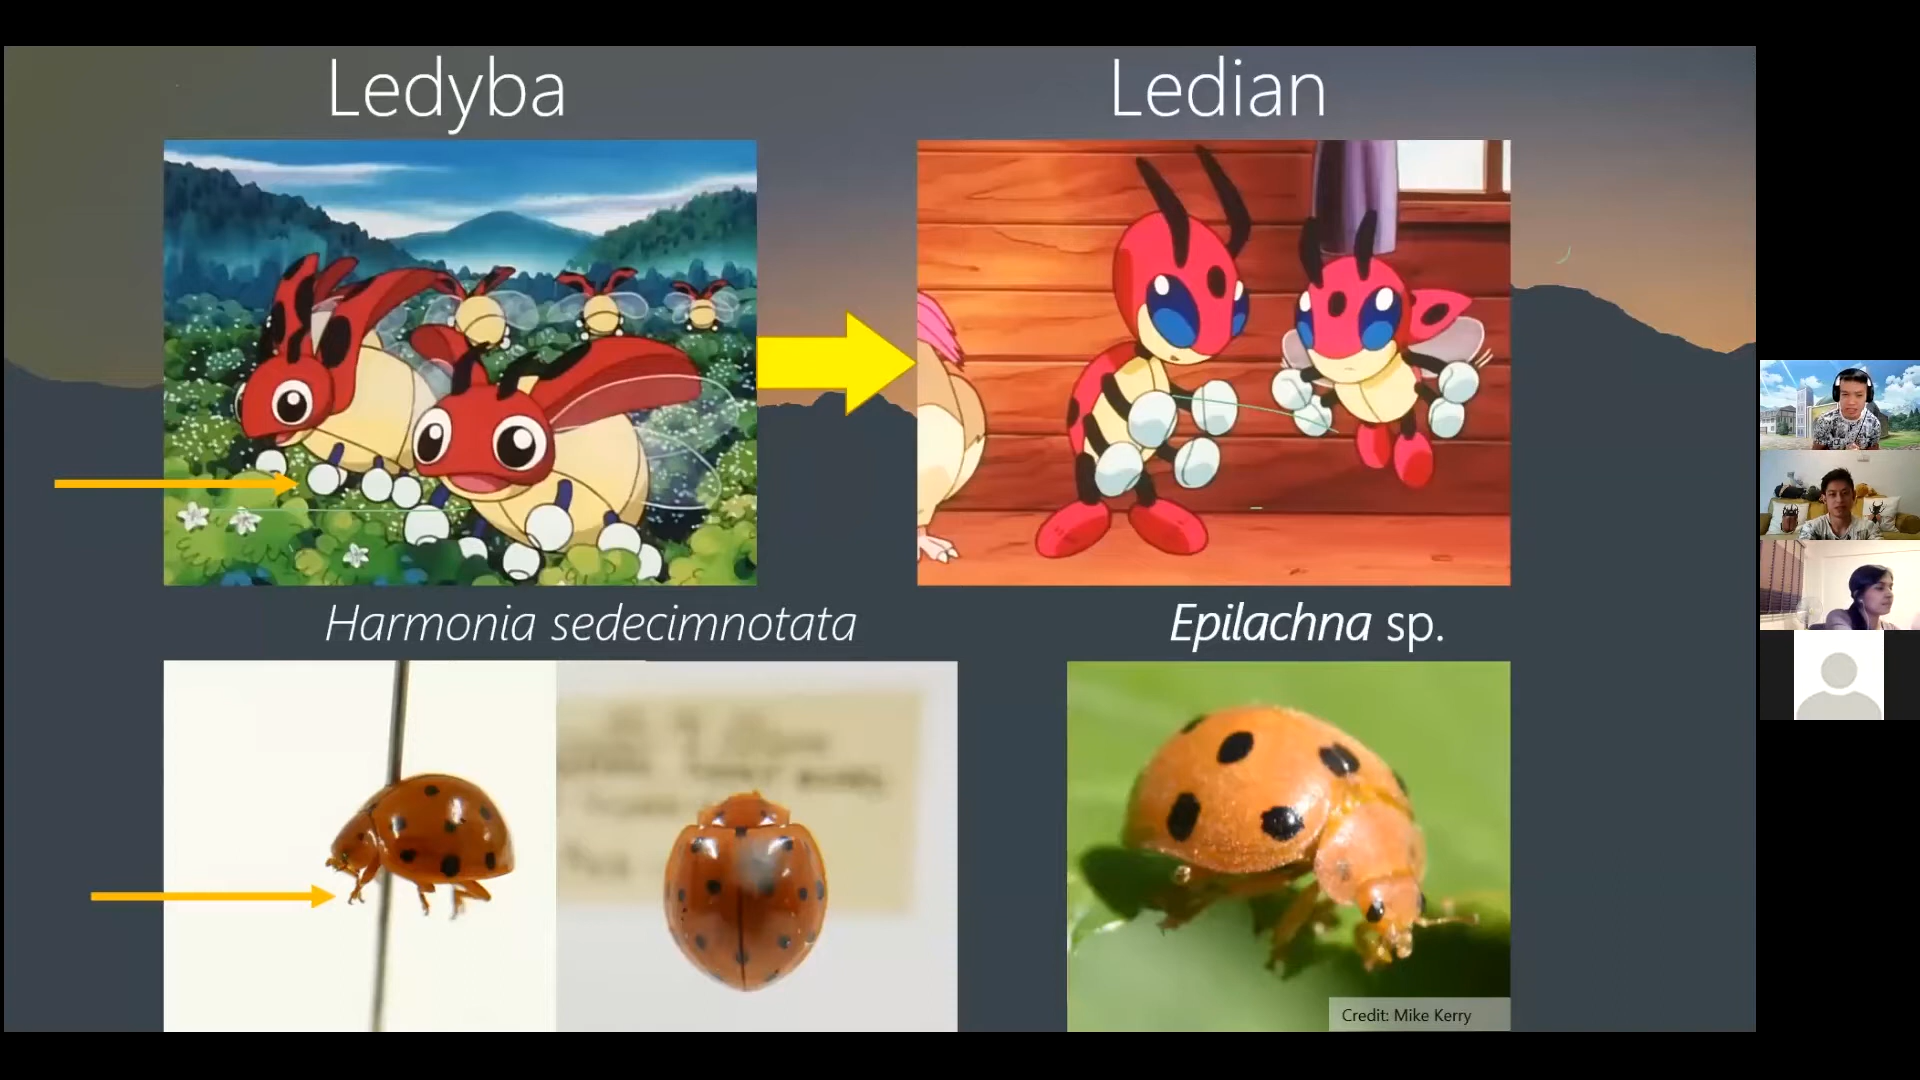 Ledyba
Ledian
Harmonia sedecimnotata
Epilachna sp.
Credit: Mike Kerry